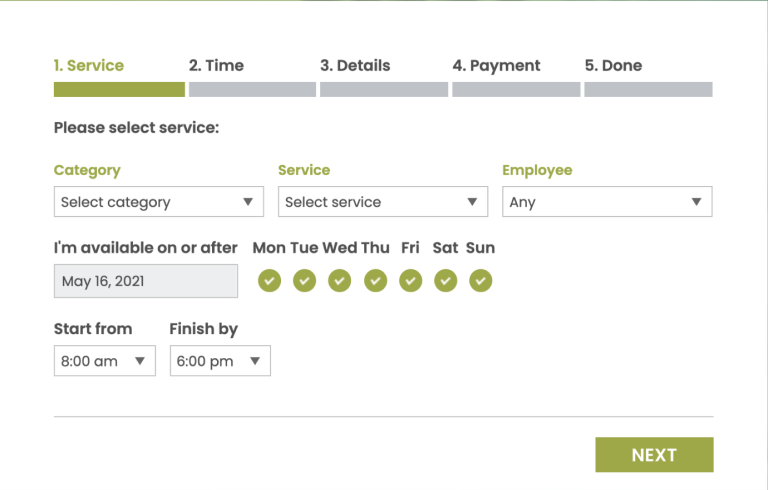 1. Service 2. Time 3. Details 4. Payment 5. Done
Please select service:
Category Service Employee
Select category Select service Any
I'm available on or after Mon Tue Wed Thu Fri Sat Sun
May 16, 2021
Start from Finish by
8:00 am 6:00 pm
NEXT